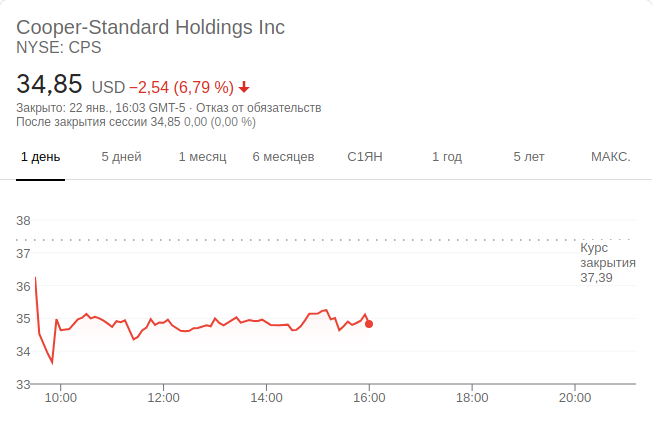 Cooper-Standard Holdings Inc
NYSE: CPS
34,85 USD −2,54 (6,79 %)
Закрыто: 22 янв., 16:03 GMT-5 · Отказ от обязательств
После закрытия сессии 34,85 0,00 (0,00 %)
1 день 5 дней 1 месяц 6 месяцев С1ЯН 1 год 5 лет МАКС.
38
37
36
35
34
33
Курс
закрытия
37,39
10:00 12:00 14:00 16:00 18:00 20:00